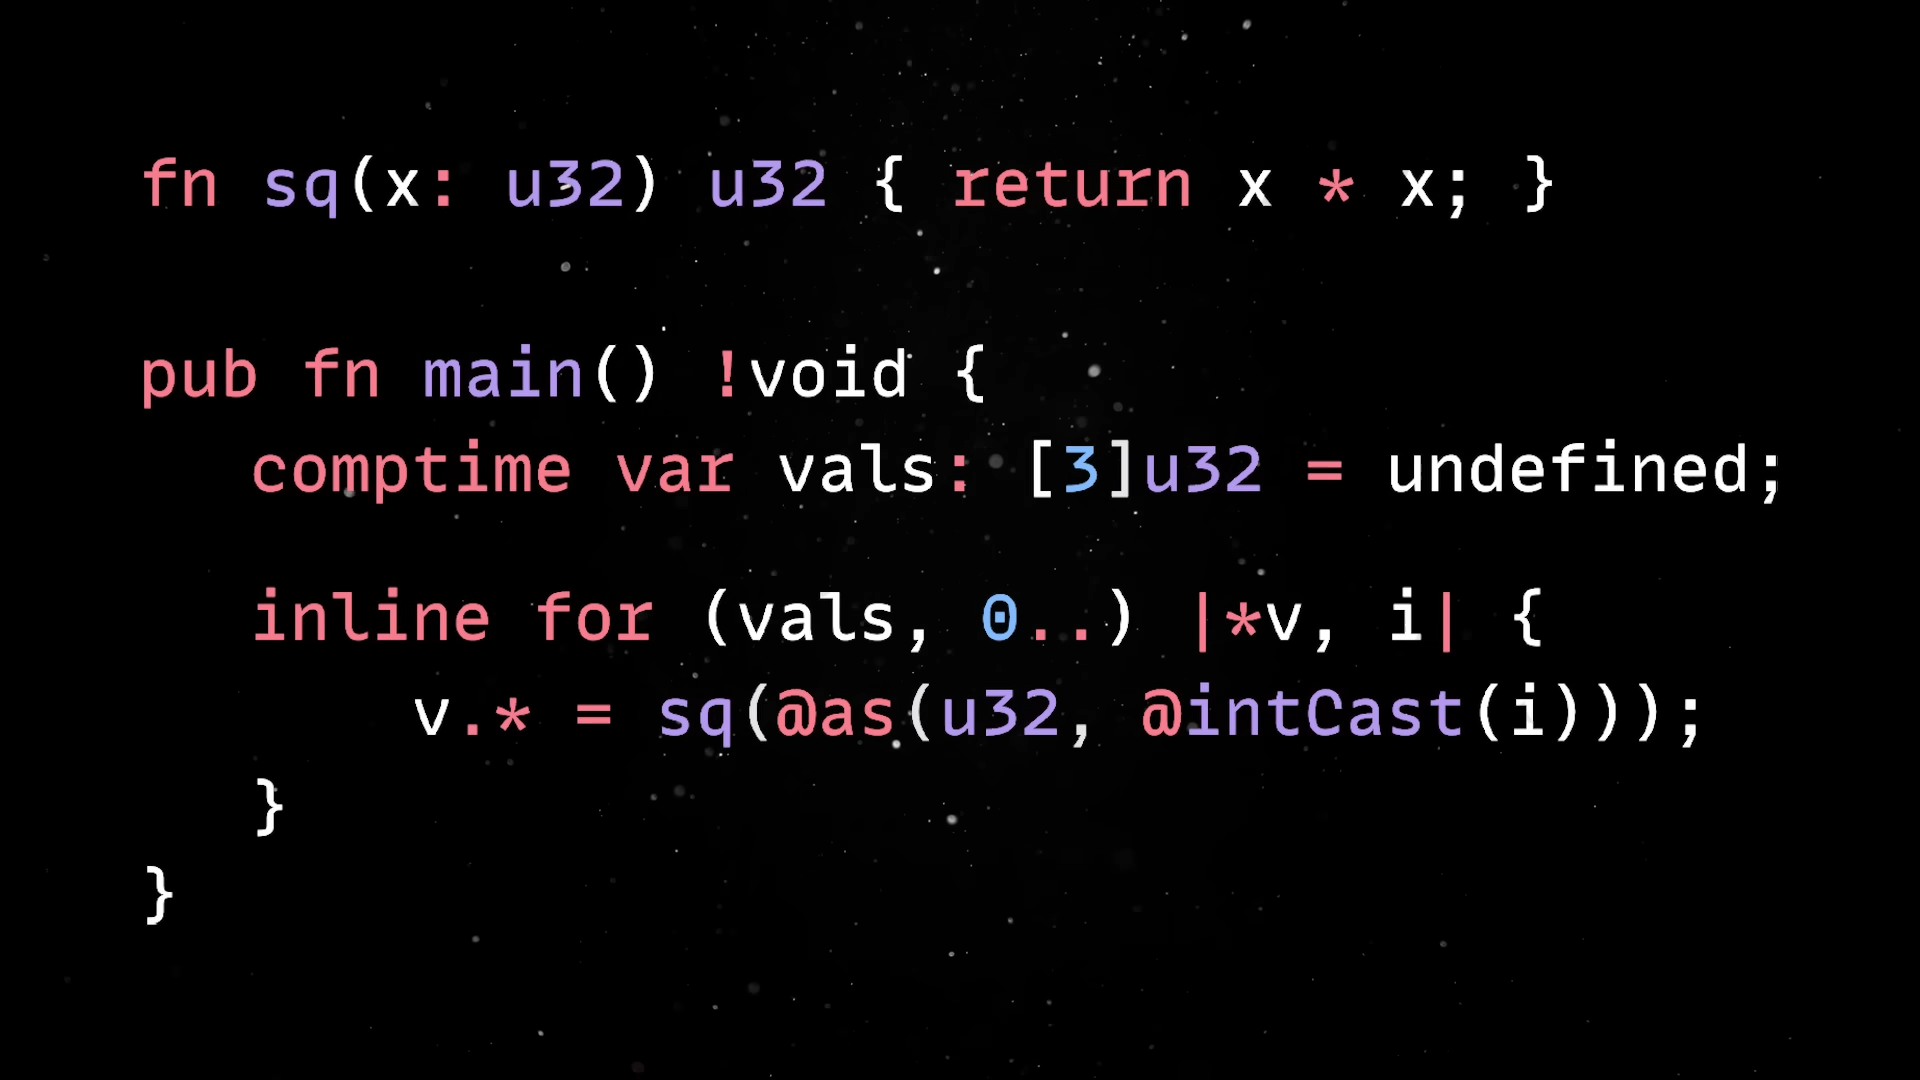 fn sq(x: u32) u32 { return x * x; }
pub fn main() !void {
comptime var vals: [3]u32 = undefined;
inline for (vals, 0..) |*v, i| {
v.* = sq(@as(u32, @intCast(i)));
}
}